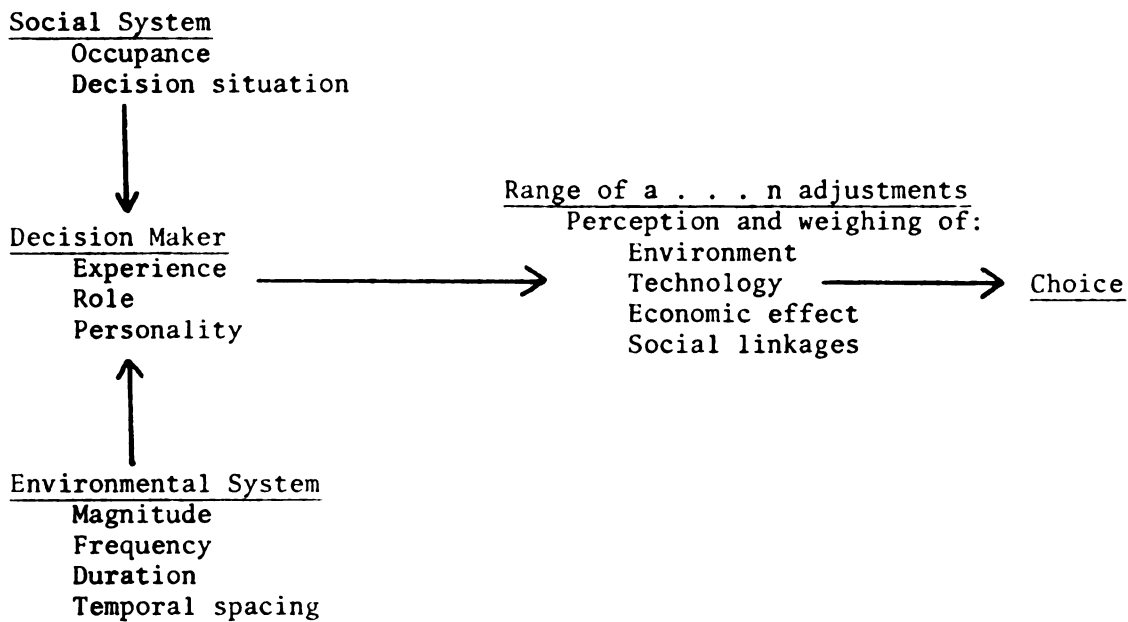 Social System
Occupance
Decision situation
Decision Maker
Experience
Role
Personality
Environmental System
Magnitude
Frequency
Duration
Temporal spacing
Range of a . . . n adjustments
Perception and weighing of:
Environment
Technology
Economic effect
Social linkages
Choice